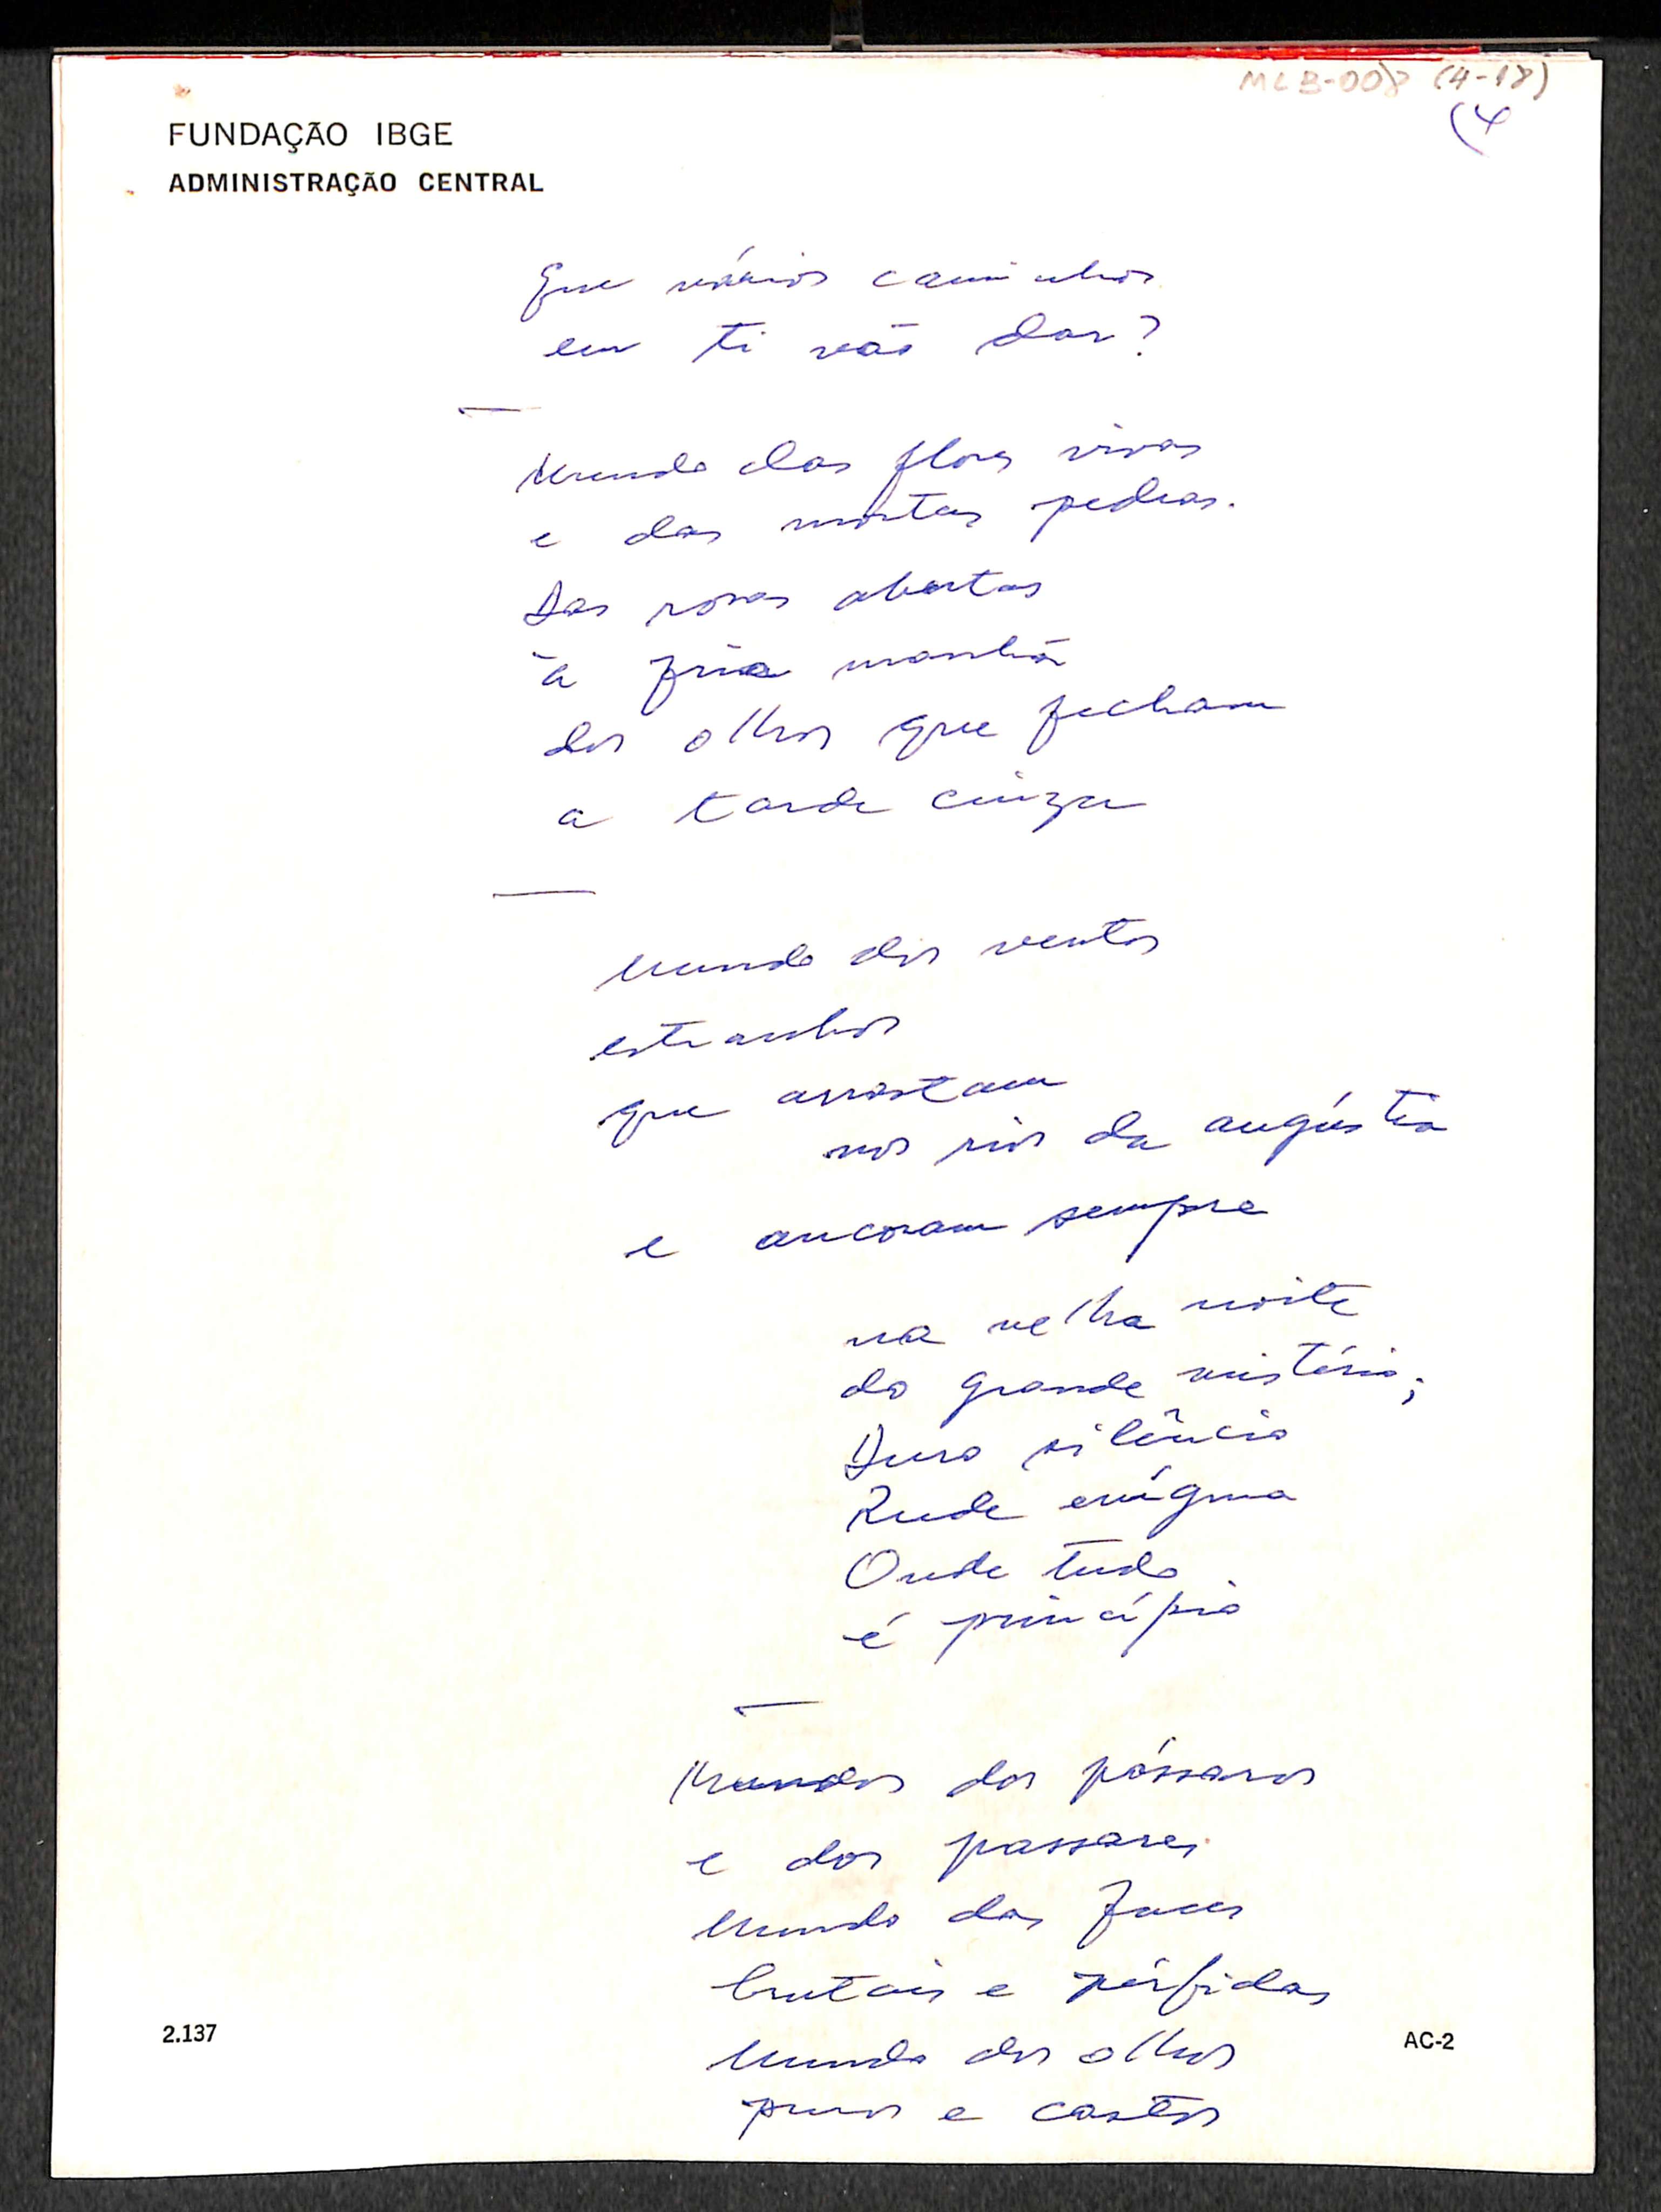 MLB-008 (4-18)
(4
FUNDAÇÃO IBGE
ADMINISTRAÇÃO CENTRAL
Que vários caminhos
em ti vão dar?
—
Mundo das flores vivas
e das mortas pedras.
Das rosas abertas
à fria manhã
dos olhos que fecham
a tarde cinza
—
Mundo dos ventos
estranhos
que arrastam
nos rios da angústia
e ancoram sempre
na velha noite
do grande mistério;
Duro silêncio
Rude enígma
Onde tudo
é princípio
—
Mundos dos pássaros
e dos passares
Mundo das faces
brutais e pérfidas
Mundo dos olhos
puros e castos
2.137
AC-2